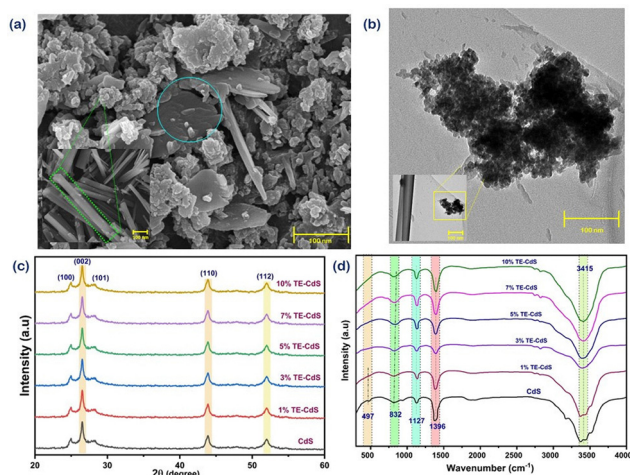 (a)
100 nm
(b)
100 nm
(c)
Intensity (a.u)
(100)
(002)
(101)
(110)
(112)
10% TE-CdS
7% TE-CdS
5% TE-CdS
3% TE-CdS
1% TE-CdS
CdS
20 30 40 50 60
2θ (degree)
(d)
Intensity (a.u)
10% TE-CdS
7% TE-CdS
5% TE-CdS
3% TE-CdS
1% TE-CdS
CdS
3415
497
832
1127
1396
500 1000 1500 2000 2500 3000 3500 4000
Wavenumber (cm-1)